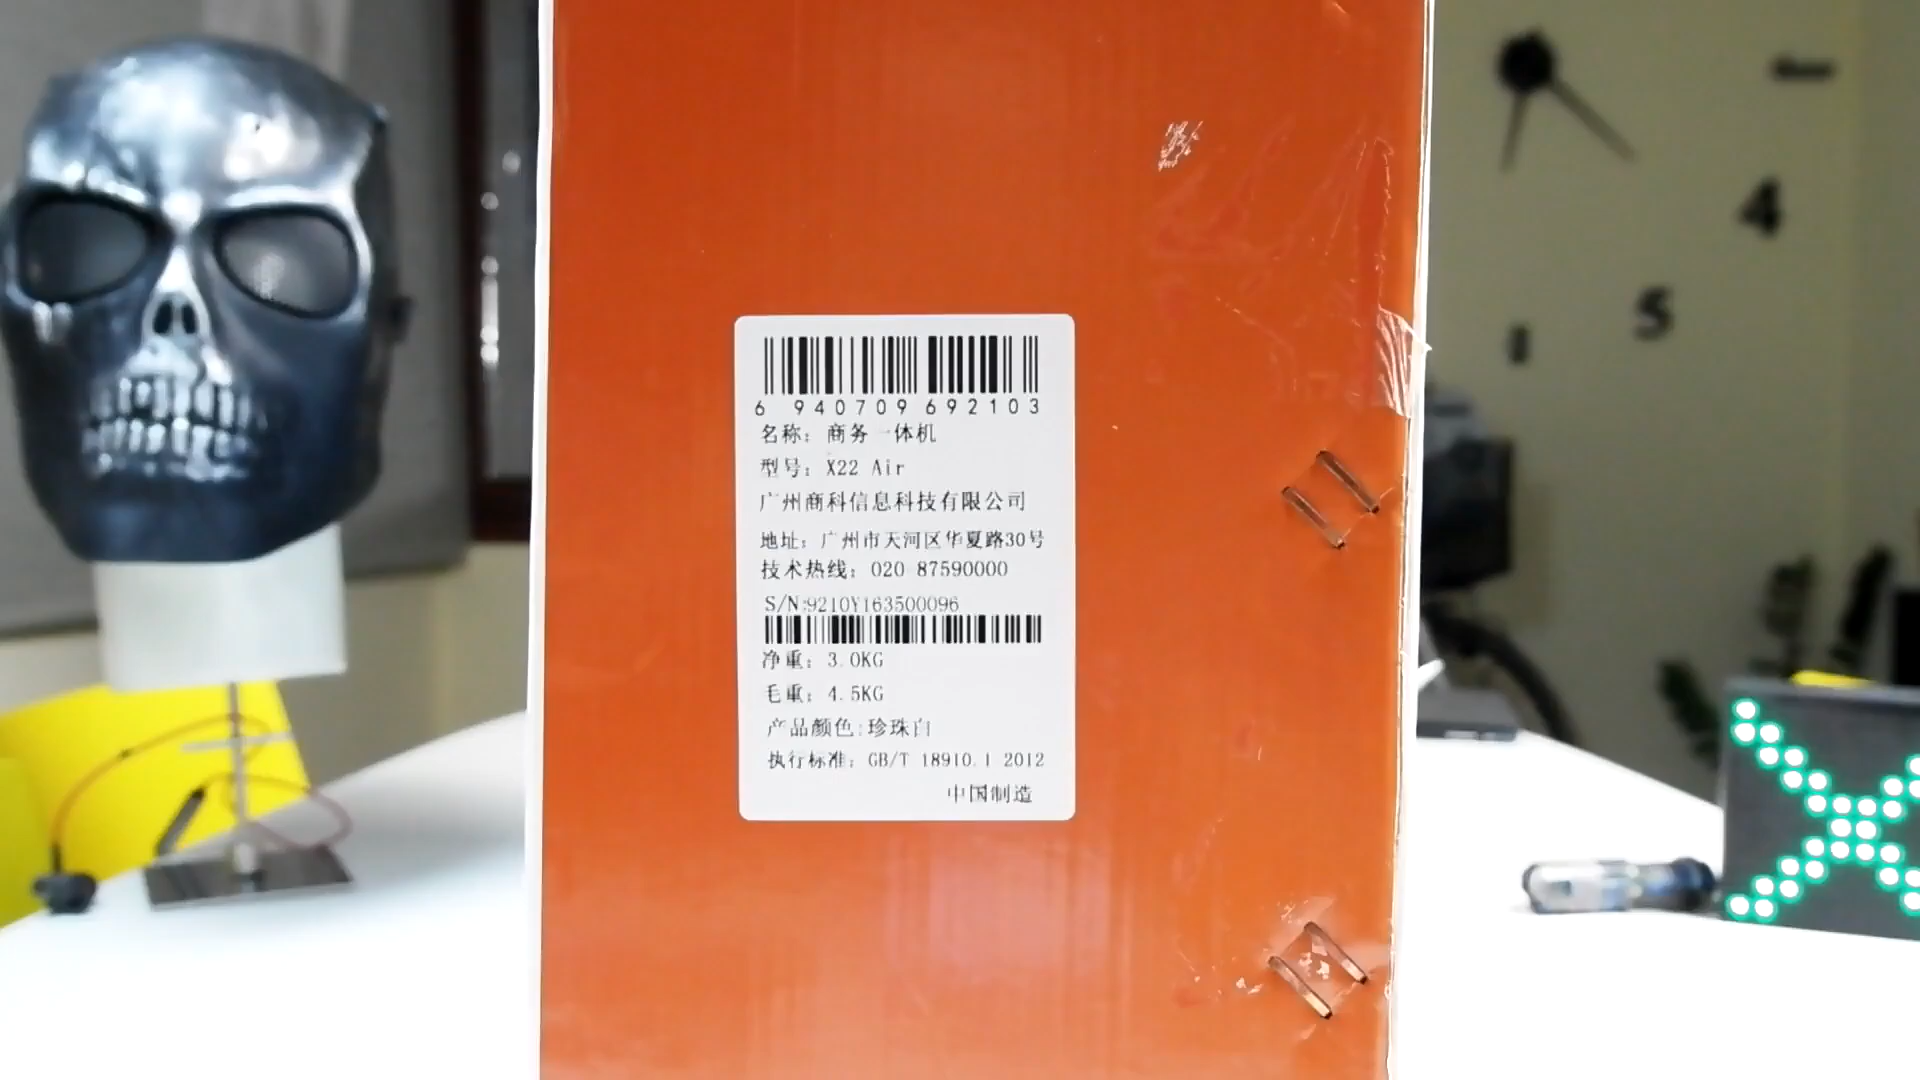 6 940709 692103
名称：商务一体机
型号：X22 Air
广州商科信息科技有限公司
地址：广州市天河区华夏路30号
技术热线：020 87590000
S/N:9210Y163500096
净重：3.0KG
毛重：4.5KG
产品颜色:珍珠白
执行标准：GB/T 18910.1 2012
中国制造
4
5